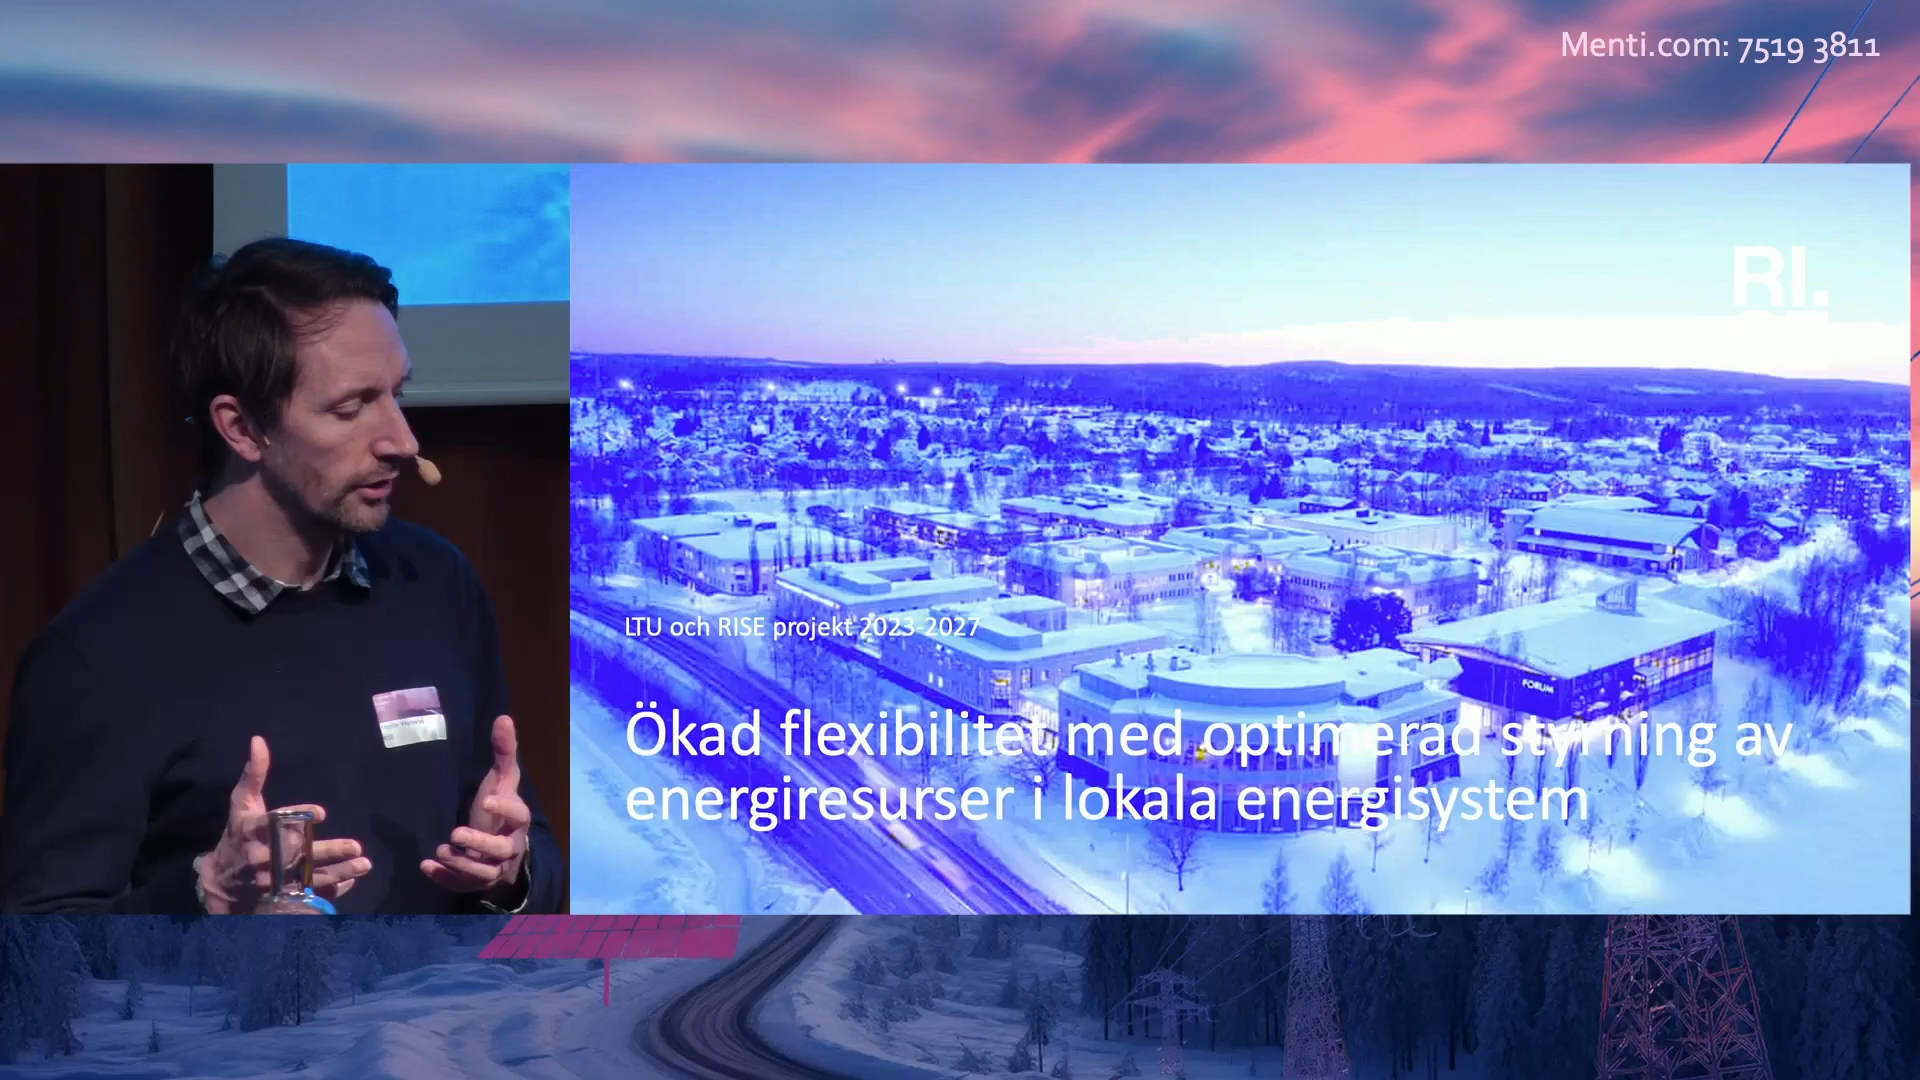 Menti.com: 7519 3811
RI.
LTU och RISE projekt 2023-2027
FORUM
Ökad flexibilitet med optimerad styrning av
energiresurser i lokala energisystem